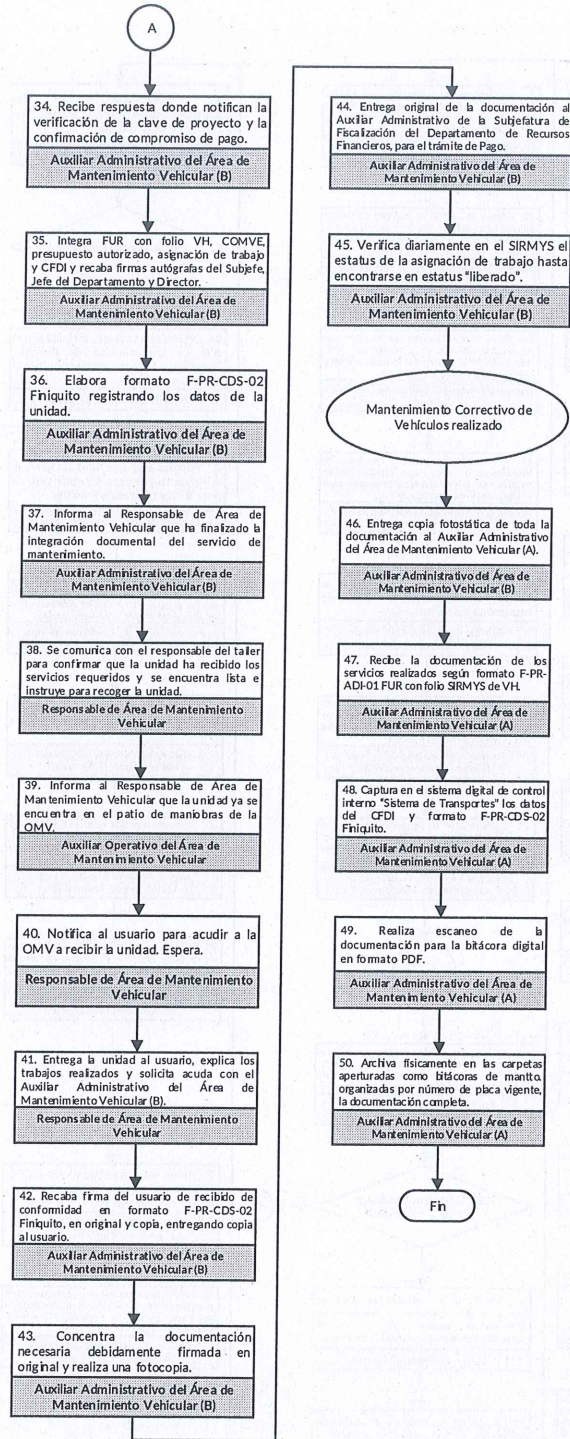 A
34. Recibe respuesta donde notifican la
verificación de la clave de proyecto y la
confirmación de compromiso de pago.
Auxiliar Administrativo del Área de
Mantenimiento Vehicular (B)
35. Integra FUR con folio VH, COMVE,
presupuesto autorizado, asignación de trabajo
y CFDI y recaba firmas autógrafas del Subjefe,
Jefe del Departamento y Director.
Auxiliar Administrativo del Área de
Mantenimiento Vehicular (B)
36. Elabora formato F-PR-CDS-02
Finiquito registrando los datos de la
unidad.
Auxiliar Administrativo del Área de
Mantenimiento Vehicular (B)
37. Informa al Responsable de Área de
Mantenimiento Vehicular que ha finalizado la
integración documental del servicio de
mantenimiento.
Auxiliar Administrativo del Área de
Mantenimiento Vehicular (B)
38. Se comunica con el responsable del taller
para confirmar que la unidad ha recibido los
servicios requeridos y se encuentra lista e
instruye para recoger la unidad.
Responsable de Área de Mantenimiento
Vehicular
39. Informa al Responsable de Area de
Mantenimiento Vehicular que la unidad ya se
encuentra en el patio de maniobras de la
OMV.
Auxiliar Operativo del Área de
Mantenimiento Vehicular
40. Notifica al usuario para acudir a la
OMV a recibir la unidad. Espera.
Responsable de Área de Mantenimiento
Vehicular
41. Entrega la unidad al usuario, explica los
trabajos realizados y solicita acuda con el
Auxiliar Administrativo del Área de
Mantenimiento Vehicular (B).
Responsable de Área de Mantenimiento
Vehicular
42. Recaba firma del usuario de recibido de
conformidad en formato F-PR-CDS-02
Finiquito, en original y copia, entregando copia
al usuario.
Auxiliar Administrativo del Área de
Mantenimiento Vehicular (B)
43. Concentra la documentación
necesaria debidamente firmada en
original y realiza una fotocopia.
Auxiliar Administrativo del Área de
Mantenimiento Vehicular (B)
44. Entrega original de la documentación al
Auxiliar Administrativo de la Subjefatura de
Fiscalización del Departamento de Recursos
Financieros, para el trámite de Pago.
Auxiliar Administrativo del Área de
Mantenimiento Vehicular (B)
45. Verifica diariamente en el SIRMYS el
estatus de la asignación de trabajo hasta
encontrarse en estatus "liberado".
Auxiliar Administrativo del Área de
Mantenimiento Vehicular (B)
Mantenimiento Correctivo de
Vehículos realizado
46. Entrega copia fotostática de toda la
documentación al Auxiliar Administrativo
del Área de Mantenimiento Vehicular (A).
Auxiliar Administrativo del Área de
Mantenimiento Vehicular (B)
47. Recibe la documentación de los
servicios realizados según formato F-PR-
ADI-01 FUR con folio SIRMYS de VH.
Auxiliar Administrativo del Área de
Mantenimiento Vehicular (A)
48. Captura en el sistema digital de control
interno "Sistema de Transportes" los datos
del CFDI y formato F-PR-CDS-02
Finiquito.
Auxiliar Administrativo del Área de
Mantenimiento Vehicular (A)
49. Realiza escaneo de la
documentación para la bitácora digital
en formato PDF.
Auxiliar Administrativo del Área de
Mantenimiento Vehicular (A)
50. Archiva físicamente en las carpetas
aperturadas como bitácoras de mantto.
organizadas por número de placa vigente,
la documentación completa.
Auxiliar Administrativo del Área de
Mantenimiento Vehicular (A)
Fin